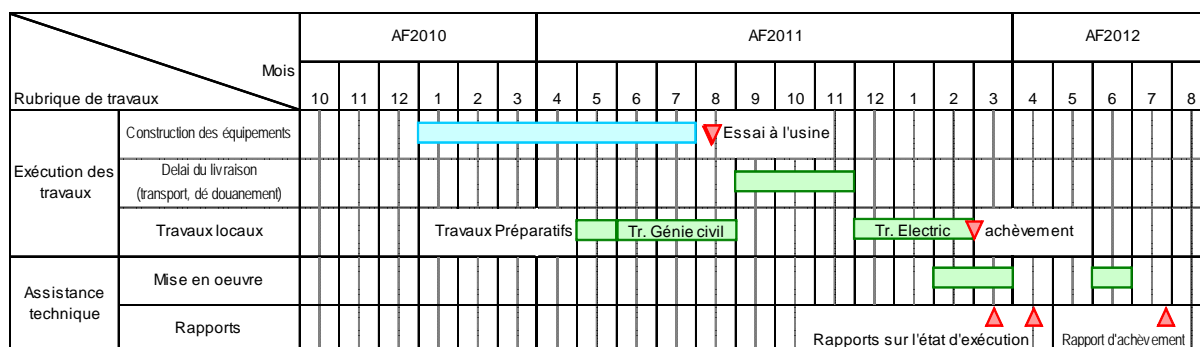 AF2010 AF2011 AF2012
Mois
Rubrique de travaux
10 11 12 1 2 3 4 5 6 7 8 9 10 11 12 1 2 3 4 5 6 7 8
Exécution des travaux
Construction des équipements
Essai à l'usine
Delai du livraison
(transport, dé douanement)
Travaux locaux
Travaux Préparatifs
Tr. Génie civil
Tr. Electric
achèvement
Assistance technique
Mise en oeuvre
Rapports
Rapports sur l'état d'exécution
Rapport d'achèvement